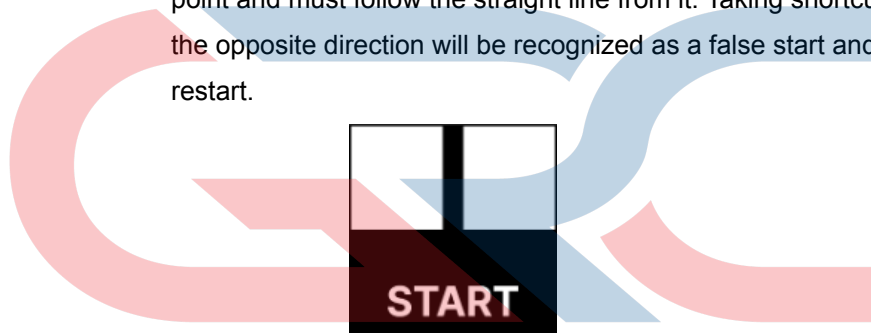 point and must follow the straight line from it. Taking shortcu
the opposite direction will be recognized as a false start and
restart.
START